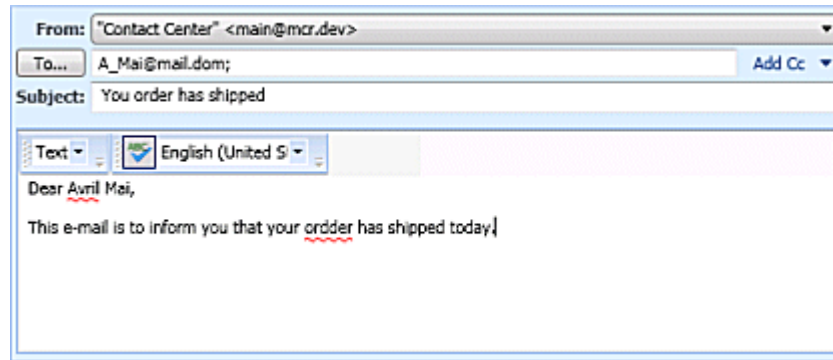 From: "Contact Center" <main@mcr.dev>
To... A_Mai@mail.dom; Add Cc
Subject: You order has shipped
Text ABC English (United S
Dear Avril Mai,
This e-mail is to inform you that your ordder has shipped today.